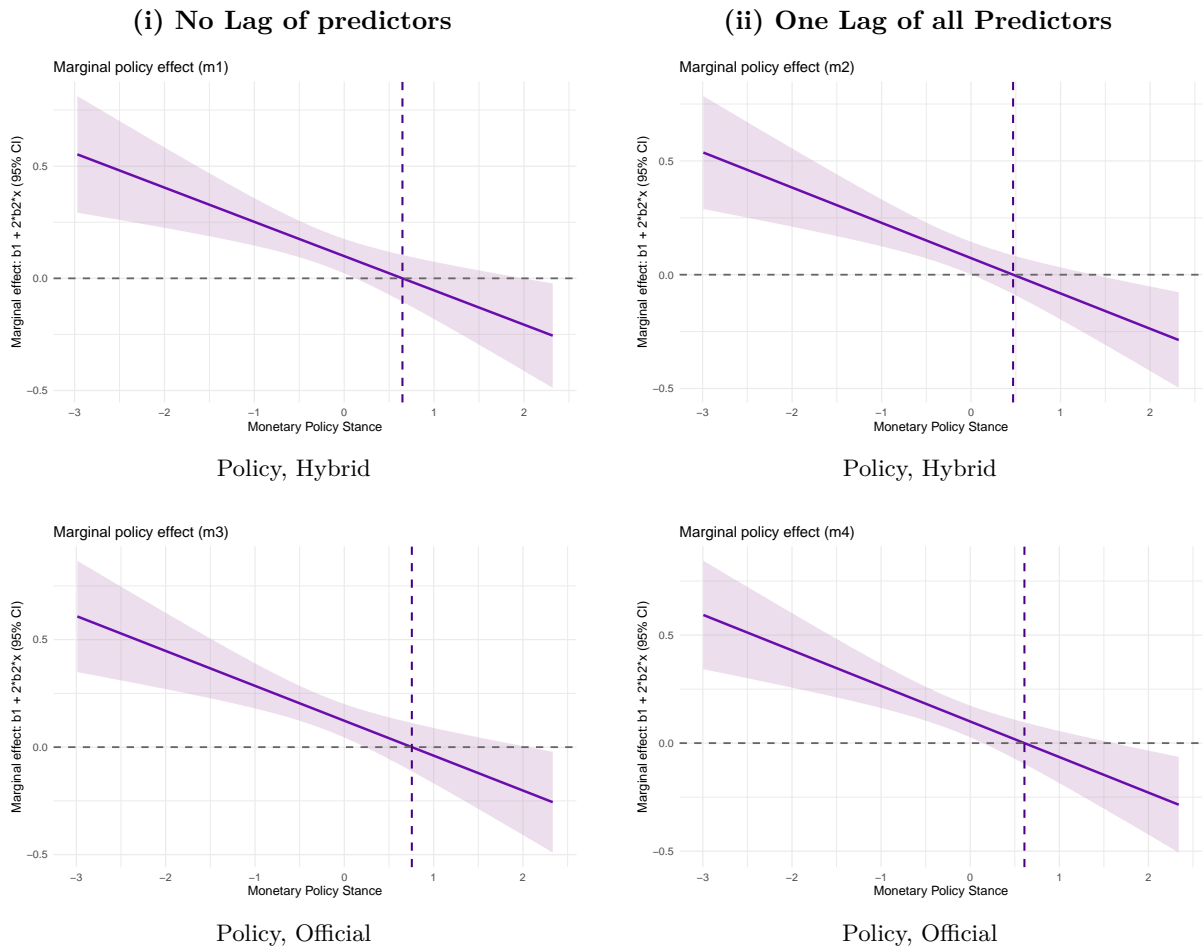 (i) No Lag of predictors
(ii) One Lag of all Predictors
Marginal policy effect (m1)
Marginal effect: b1 + 2*b2*x (95% CI)
0.5
0.0
−0.5
−3 −2 −1 0 1 2
Monetary Policy Stance
Policy, Hybrid
Marginal policy effect (m2)
Marginal effect: b1 + 2*b2*x (95% CI)
0.5
0.0
−0.5
−3 −2 −1 0 1 2
Monetary Policy Stance
Policy, Hybrid
Marginal policy effect (m3)
Marginal effect: b1 + 2*b2*x (95% CI)
0.5
0.0
−0.5
−3 −2 −1 0 1 2
Monetary Policy Stance
Policy, Official
Marginal policy effect (m4)
Marginal effect: b1 + 2*b2*x (95% CI)
0.5
0.0
−0.5
−3 −2 −1 0 1 2
Monetary Policy Stance
Policy, Official